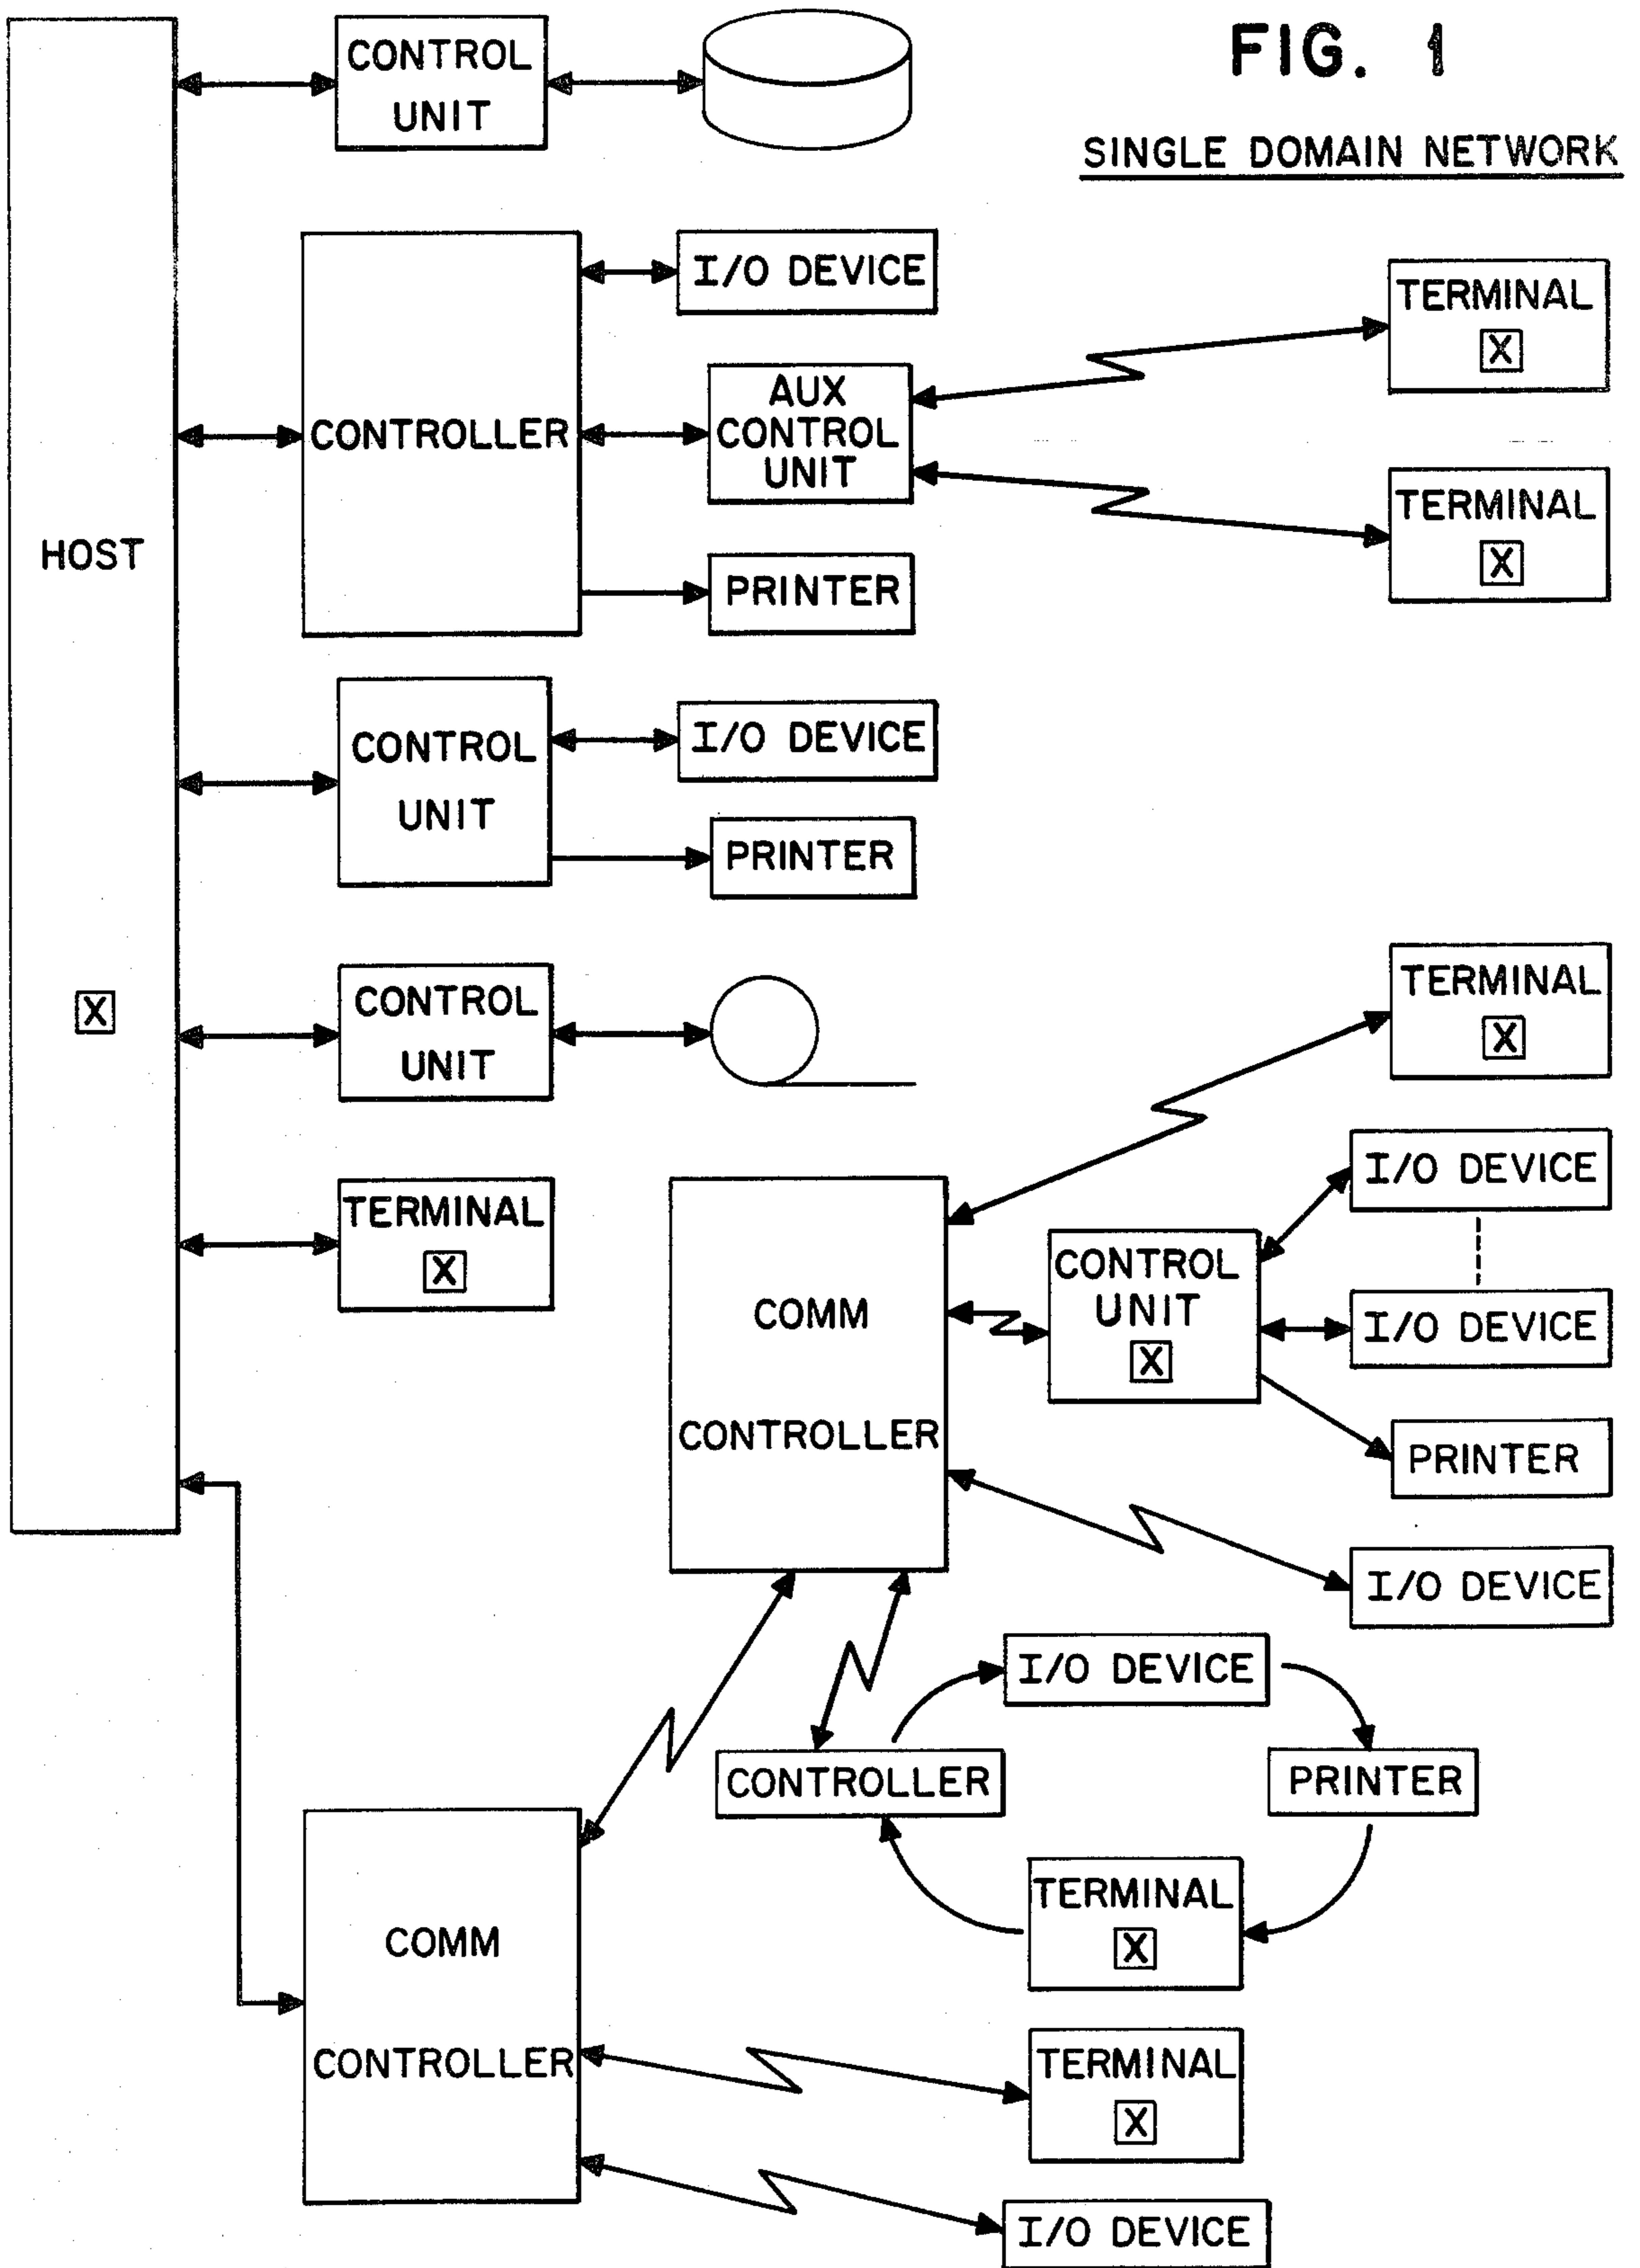 FIG. 1
SINGLE DOMAIN NETWORK
HOST
X
CONTROL
UNIT
CONTROLLER
I/O DEVICE
AUX
CONTROL
UNIT
PRINTER
TERMINAL
X
TERMINAL
X
CONTROL
UNIT
I/O DEVICE
PRINTER
CONTROL
UNIT
TERMINAL
X
COMM
CONTROLLER
TERMINAL
X
CONTROL
UNIT
X
I/O DEVICE
I/O DEVICE
PRINTER
I/O DEVICE
CONTROLLER
I/O DEVICE
PRINTER
TERMINAL
X
COMM
CONTROLLER
TERMINAL
X
I/O DEVICE